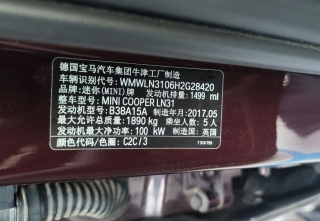 德国宝马汽车集团牛津工厂制造
车辆识别代号: WMWLN3106H2G28420
品牌: 迷你(MINI)牌 发动机排量: 1499 ml
整车型号: MINI COOPER LN31
发动机型号: B38A15A 制造年月: 2017.05
最大允许总质量: 1890 kg 乘坐人数: 5 人
发动机最大净功率: 100 kW 制造国: 英国
颜色代码/色圈: C2C/3